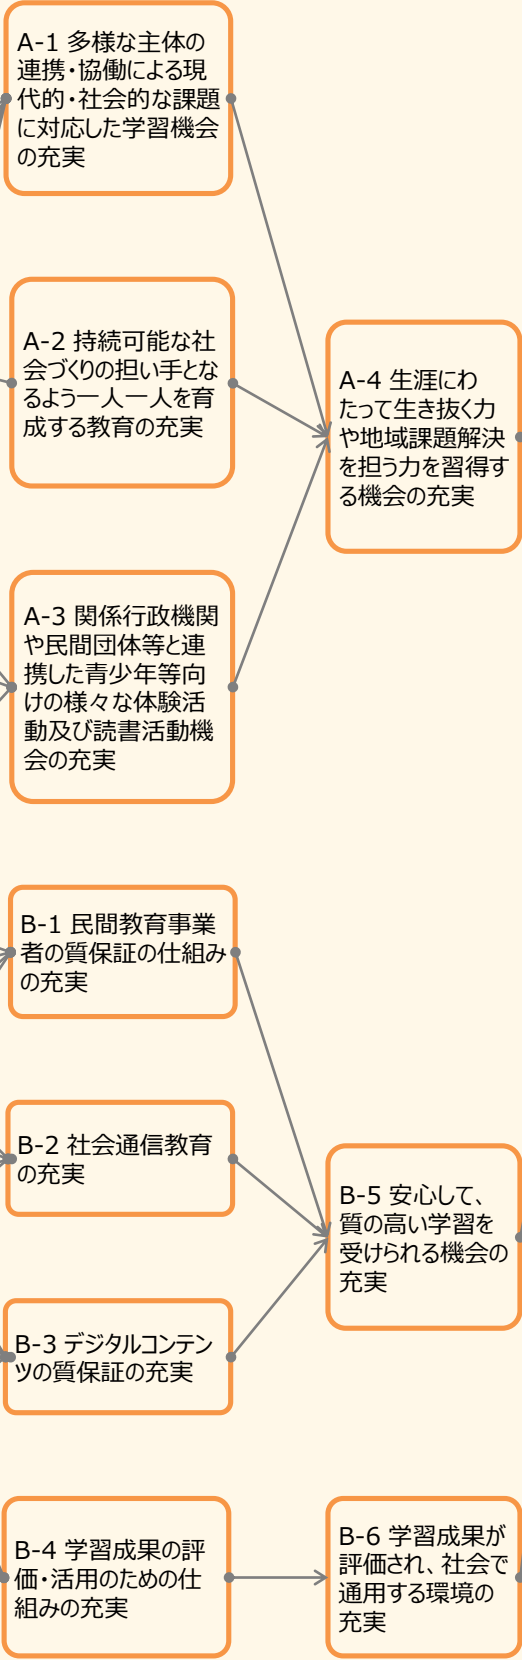 A-1 多様な主体の
連携・協働による現
代的・社会的な課題
に対応した学習機会
の充実
A-2 持続可能な社
会づくりの担い手とな
るよう一人一人を育
成する教育の充実
A-4 生涯にわ
たって生き抜く力
や地域課題解決
を担う力を習得す
る機会の充実
A-3 関係行政機関
や民間団体等と連
携した青少年等向
けの様々な体験活
動及び読書活動機
会の充実
B-1 民間教育事業
者の質保証の仕組み
の充実
B-2 社会通信教育
の充実
B-5 安心して、
質の高い学習を
受けられる機会の
充実
B-3 デジタルコンテン
ツの質保証の充実
B-4 学習成果の評
価・活用のための仕
組みの充実
B-6 学習成果が
評価され、社会で
通用する環境の
充実